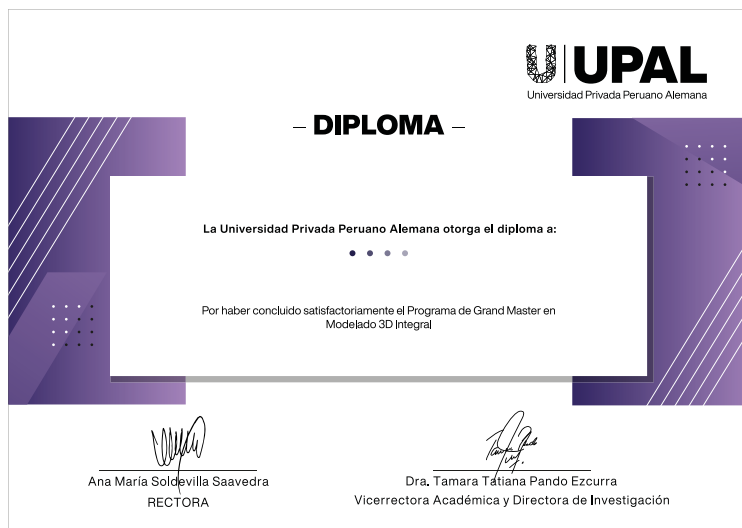 UPAL
Universidad Privada Peruano Alemana
– DIPLOMA –
La Universidad Privada Peruano Alemana otorga el diploma a:
Por haber concluido satisfactoriamente el Programa de Grand Master en
Modelado 3D Integral
Ana María Soldevilla Saavedra
RECTORA
Dra. Tamara Tatiana Pando Ezcurra
Vicerrectora Académica y Directora de Investigación